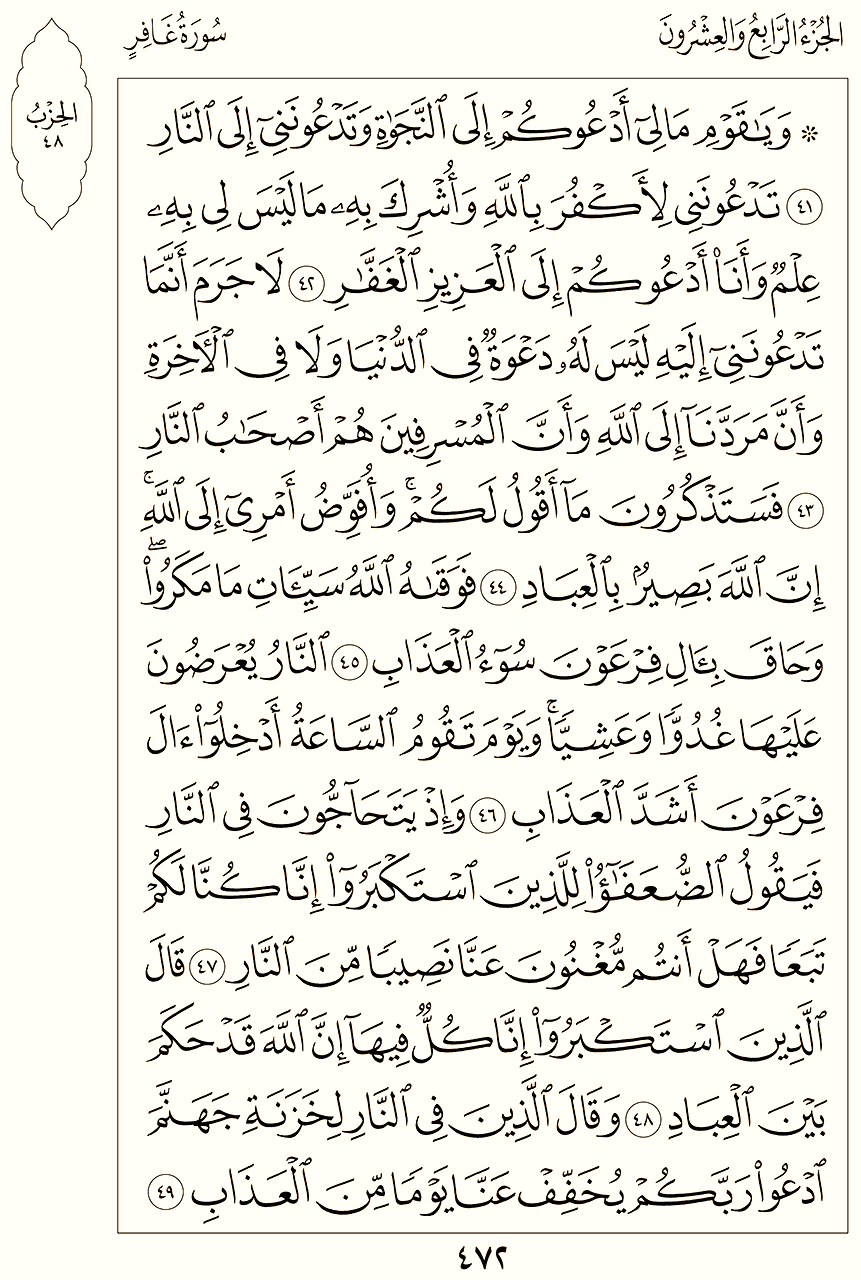 الجُزْءُ الرَّابِعُ وَالعِشْرُونَ
سُورَةُ غَافِرٍ
الحِزْبُ
٤٨
۞ وَيَٰقَوْمِ مَالِىٓ أَدْعُوكُمْ إِلَى ٱلنَّجَوٰةِ وَتَدْعُونَنِىٓ إِلَى ٱلنَّارِ
٤١ تَدْعُونَنِى لِأَكْفُرَ بِٱللَّهِ وَأُشْرِكَ بِهِۦ مَا لَيْسَ لِى بِهِۦ
عِلْمٌ وَأَنَا۠ أَدْعُوكُمْ إِلَى ٱلْعَزِيزِ ٱلْغَفَّٰرِ ٤٢ لَا جَرَمَ أَنَّمَا
تَدْعُونَنِىٓ إِلَيْهِ لَيْسَ لَهُۥ دَعْوَةٌ فِى ٱلدُّنْيَا وَلَا فِى ٱلْأَخِرَةِ
وَأَنَّ مَرَدَّنَآ إِلَى ٱللَّهِ وَأَنَّ ٱلْمُسْرِفِينَ هُمْ أَصْحَٰبُ ٱلنَّارِ
٤٣ فَسَتَذْكُرُونَ مَآ أَقُولُ لَكُمْۚ وَأُفَوِّضُ أَمْرِىٓ إِلَى ٱللَّهِۚ
إِنَّ ٱللَّهَ بَصِيرٌۢ بِٱلْعِبَادِ ٤٤ فَوَقَىٰهُ ٱللَّهُ سَيِّـَٔاتِ مَا مَكَرُوا۟ۖ
وَحَاقَ بِـَٔالِ فِرْعَوْنَ سُوٓءُ ٱلْعَذَابِ ٤٥ ٱلنَّارُ يُعْرَضُونَ
عَلَيْهَا غُدُوًّا وَعَشِيًّاۚ وَيَوْمَ تَقُومُ ٱلسَّاعَةُ أَدْخِلُوٓا۟ ءَالَ
فِرْعَوْنَ أَشَدَّ ٱلْعَذَابِ ٤٦ وَإِذْ يَتَحَآجُّونَ فِى ٱلنَّارِ
فَيَقُولُ ٱلضُّعَفَٰٓؤُا۟ لِلَّذِينَ ٱسْتَكْبَرُوٓا۟ إِنَّا كُنَّا لَكُمْ
تَبَعًا فَهَلْ أَنتُم مُّغْنُونَ عَنَّا نَصِيبًا مِّنَ ٱلنَّارِ ٤٧ قَالَ
ٱلَّذِينَ ٱسْتَكْبَرُوٓا۟ إِنَّا كُلٌّ فِيهَآ إِنَّ ٱللَّهَ قَدْ حَكَمَ
بَيْنَ ٱلْعِبَادِ ٤٨ وَقَالَ ٱلَّذِينَ فِى ٱلنَّارِ لِخَزَنَةِ جَهَنَّمَ
ٱدْعُوا۟ رَبَّكُمْ يُخَفِّفْ عَنَّا يَوْمًا مِّنَ ٱلْعَذَابِ ٤٩
٤٧٢